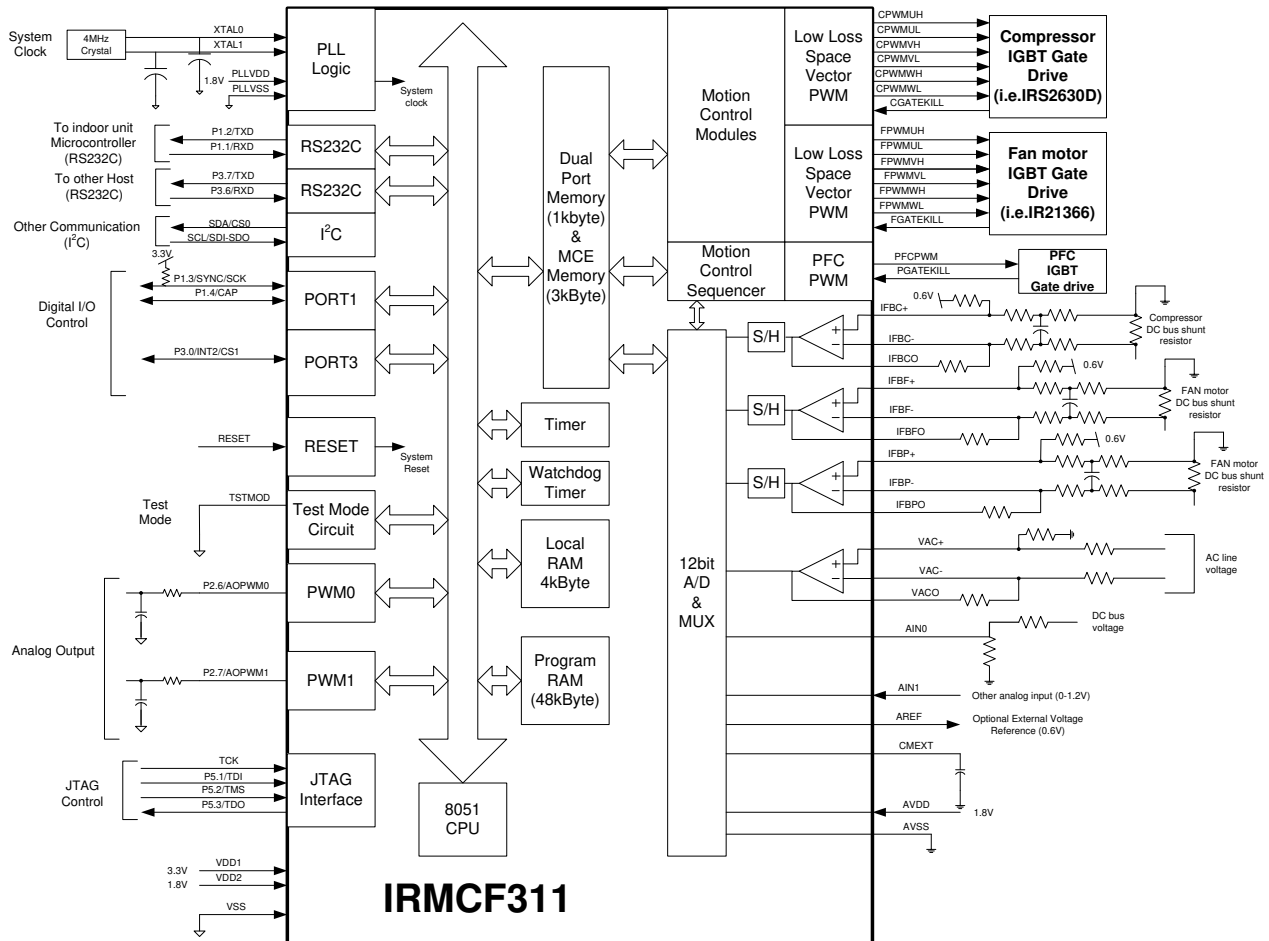 System
Clock
4MHz
Crystal
XTAL0
XTAL1
1.8V
PLLVDD
PLLVSS
PLL
Logic
System
clock
To indoor unit
Microcontroller
(RS232C)
P1.2/TXD
P1.1/RXD
RS232C
To other Host
(RS232C)
P3.7/TXD
P3.6/RXD
RS232C
Other Communication
(I2C)
SDA/CS0
SCL/SDI-SDO
I2C
3.3V
Digital I/O
Control
P1.3/SYNC/SCK
P1.4/CAP
PORT1
P3.0/INT2/CS1
PORT3
RESET
RESET
System
Reset
Test
Mode
TSTMOD
Test Mode
Circuit
Analog Output
P2.6/AOPWM0
PWM0
P2.7/AOPWM1
PWM1
JTAG
Control
TCK
P5.1/TDI
P5.2/TMS
P5.3/TDO
JTAG
Interface
3.3V
VDD1
1.8V
VDD2
VSS
8051
CPU
IRMCF311
Dual
Port
Memory
(1kbyte)
&
MCE
Memory
(3kByte)
Timer
Watchdog
Timer
Local
RAM
4kByte
Program
RAM
(48kByte)
Motion
Control
Modules
Motion
Control
Sequencer
Low Loss
Space
Vector
PWM
Low Loss
Space
Vector
PWM
PFC
PWM
12bit
A/D
&
MUX
S/H
S/H
S/H
CPWMUH
CPWMUL
CPWMVH
CPWMVL
CPWMWH
CPWMWL
CGATEKILL
Compressor
IGBT Gate
Drive
(i.e.IRS2630D)
FPWMUH
FPWMUL
FPWMVH
FPWMVL
FPWMWH
FPWMWL
FGATEKILL
Fan motor
IGBT Gate
Drive
(i.e.IR21366)
PFCPWM
PGATEKILL
PFC
IGBT
Gate drive
0.6V
IFBC+
+
-
IFBC-
IFBCO
Compressor
DC bus shunt
resistor
0.6V
IFBF+
+
-
IFBF-
IFBFO
FAN motor
DC bus shunt
resistor
0.6V
IFBP+
+
-
IFBP-
IFBPO
FAN motor
DC bus shunt
resistor
VAC+
+
-
VAC-
VACO
AC line
voltage
AIN0
DC bus
voltage
AIN1
Other analog input (0-1.2V)
AREF
Optional External Voltage
Reference (0.6V)
CMEXT
AVDD
1.8V
AVSS